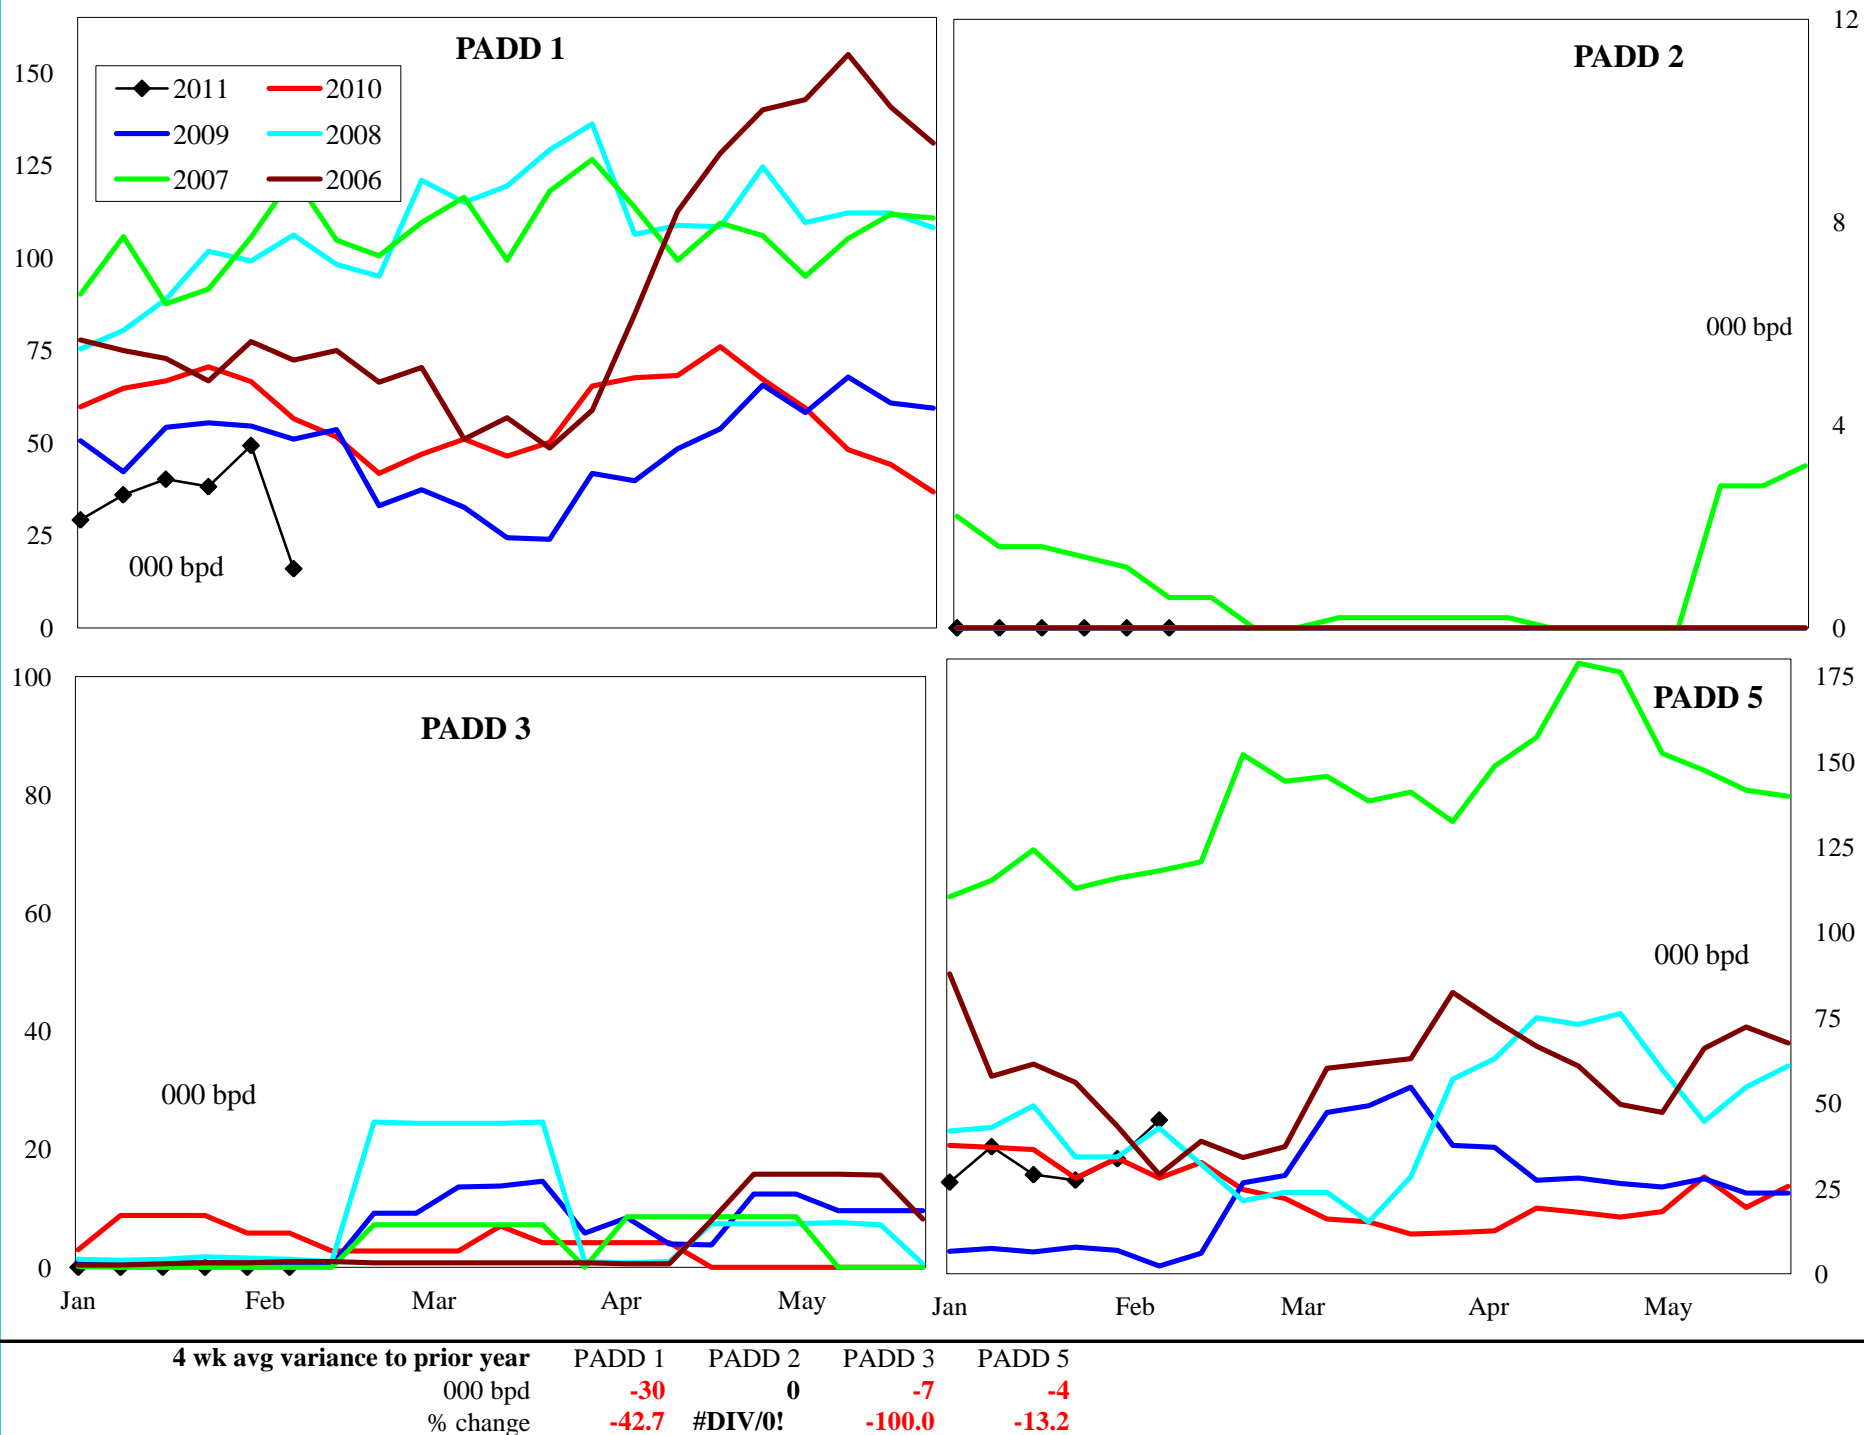 PADD 1
150
125
100
75
50
25
0
2011 2010
2009 2008
2007 2006
000 bpd
PADD 2
12
8
4
0
000 bpd
PADD 3
100
80
60
40
20
0
000 bpd
Jan Feb Mar Apr May
PADD 5
175
150
125
100
75
50
25
0
000 bpd
Jan Feb Mar Apr May
4 wk avg variance to prior year PADD 1 PADD 2 PADD 3 PADD 5
000 bpd -30 0 -7 -4
% change -42.7 #DIV/0! -100.0 -13.2